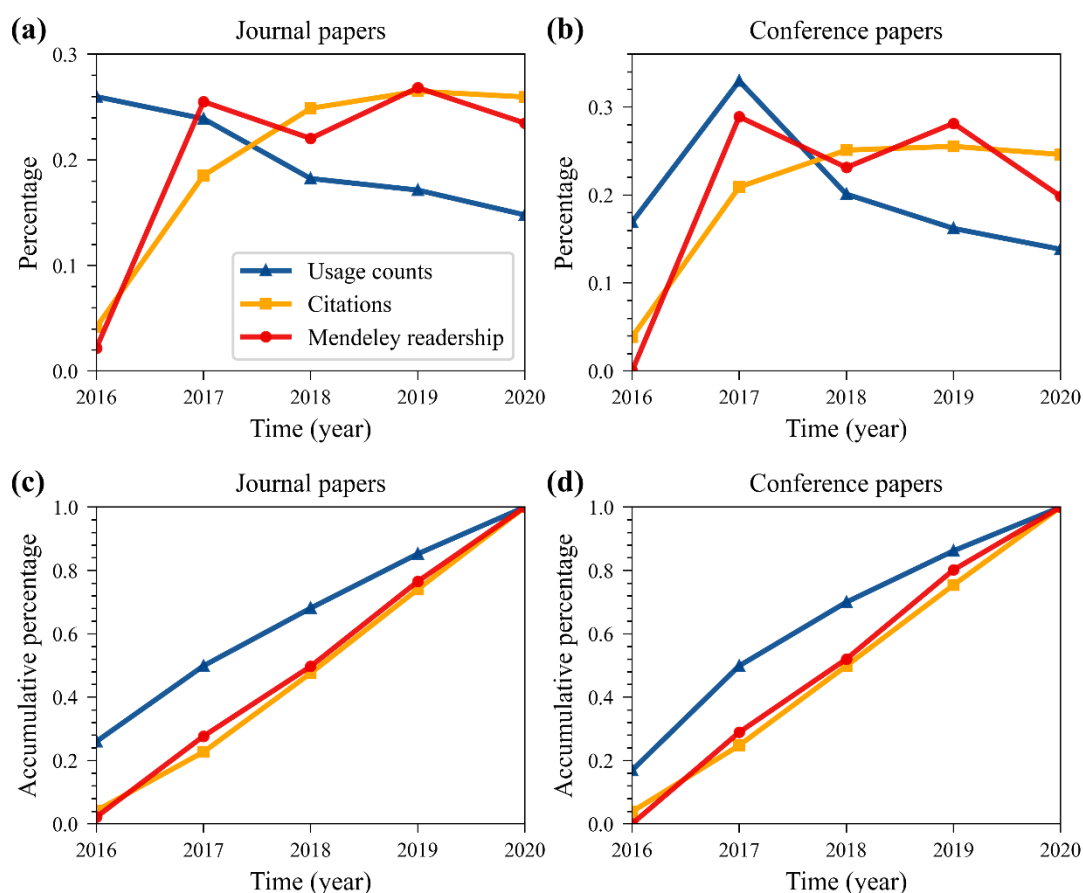 (a)
Journal papers
Percentage
0.3
0.2
0.1
0.0
Usage counts
Citations
Mendeley readership
2016 2017 2018 2019 2020
Time (year)
(b)
Conference papers
Percentage
0.3
0.2
0.1
0.0
2016 2017 2018 2019 2020
Time (year)
(c)
Journal papers
Accumulative percentage
1.0
0.8
0.6
0.4
0.2
0.0
2016 2017 2018 2019 2020
Time (year)
(d)
Conference papers
Accumulative percentage
1.0
0.8
0.6
0.4
0.2
0.0
2016 2017 2018 2019 2020
Time (year)